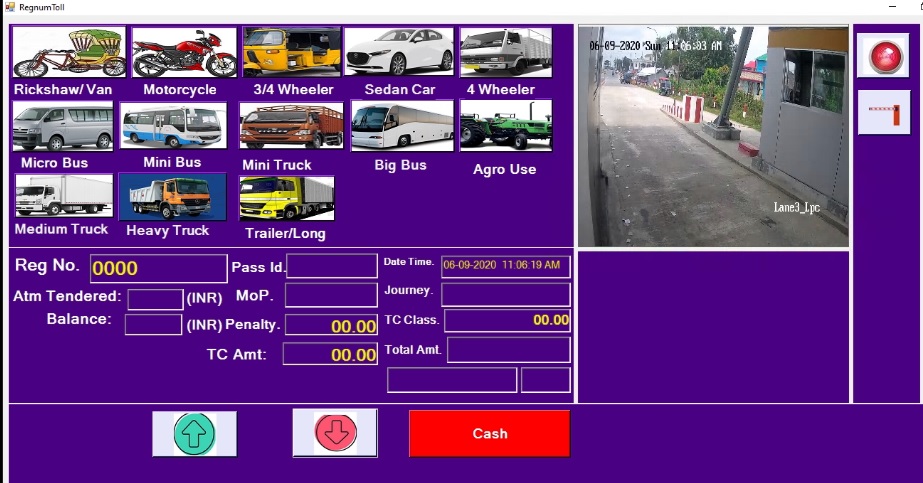 RegnumToll
Rickshaw/Van
Motorcycle
3/4 Wheeler
Sedan Car
4 Wheeler
Micro Bus
Mini Bus
Mini Truck
Big Bus
Agro Use
Medium Truck
Heavy Truck
Trailer/Long
06-09-2020 Sun 11:06:03 AM
Lane3_Lpc
Reg No. 0000
Pass Id.
Date Time. 06-09-2020 11:06:19 AM
Atm Tendered: (INR)
MoP.
Journey.
Balance: (INR)
Penalty. 00.00
TC Class. 00.00
TC Amt: 00.00
Total Amt.
Cash